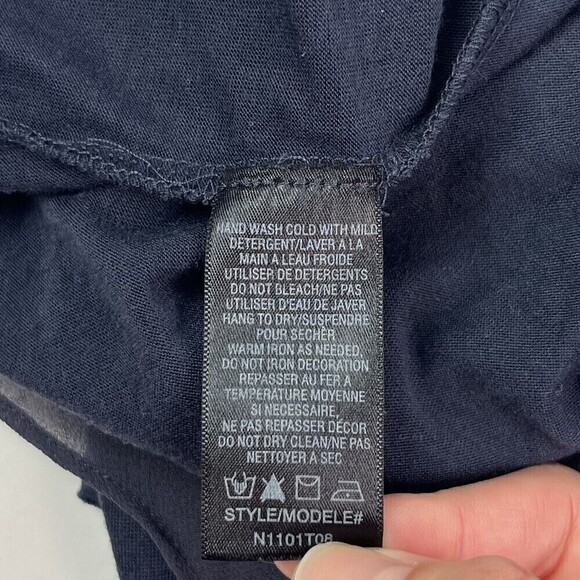 HAND WASH COLD WITH MILD
DETERGENT/LAVER A LA
MAIN A LEAU FROIDE
UTILISER DE DETERGENTS
DO NOT BLEACH/NE PAS
UTILISER D'EAU DE JAVER
HANG TO DRY/SUSPENDRE
POUR SECHER
WARM IRON AS NEEDED.
DO NOT IRON DECORATION
REPASSER AU FER A
TEMPERATURE MOYENNE
SI NECESSAIRE,
NE PAS REPASSER DÉCOR
DO NOT DRY CLEAN/NE PAS
NETTOYER A SEC
STYLE/MODELE#
N1101T08